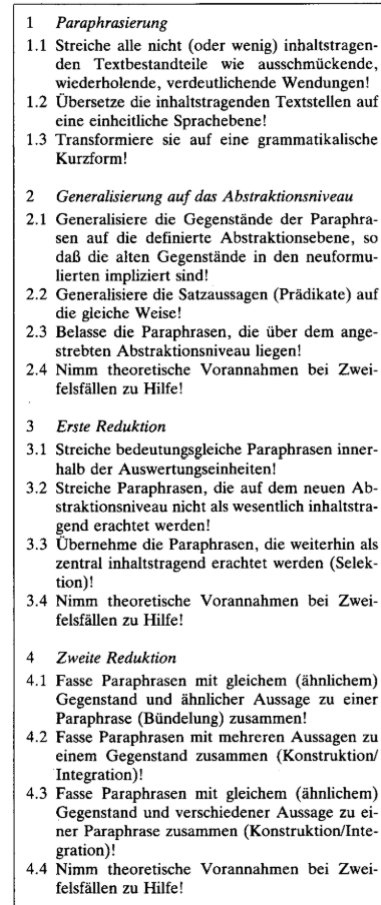 1 Paraphrasierung
1.1 Streiche alle nicht (oder wenig) inhaltstragen-
den Textbestandteile wie ausschmückende,
wiederholende, verdeutlichende Wendungen!
1.2 Übersetze die inhaltstragenden Textstellen auf
eine einheitliche Sprachebene!
1.3 Transformiere sie auf eine grammatikalische
Kurzform!
2 Generalisierung auf das Abstraktionsniveau
2.1 Generalisiere die Gegenstände der Paraphra-
sen auf die definierte Abstraktionsebene, so
daß die alten Gegenstände in den neuformu-
lierten impliziert sind!
2.2 Generalisiere die Satzaussagen (Prädikate) auf
die gleiche Weise!
2.3 Belasse die Paraphrasen, die über dem ange-
strebten Abstraktionsniveau liegen!
2.4 Nimm theoretische Vorannahmen bei Zwei-
felsfällen zu Hilfe!
3 Erste Reduktion
3.1 Streiche bedeutungsgleiche Paraphrasen inner-
halb der Auswertungseinheiten!
3.2 Streiche Paraphrasen, die auf dem neuen Ab-
straktionsniveau nicht als wesentlich inhaltstra-
gend erachtet werden!
3.3 Übernehme die Paraphrasen, die weiterhin als
zentral inhaltstragend erachtet werden (Selek-
tion)!
3.4 Nimm theoretische Vorannahmen bei Zwei-
felsfällen zu Hilfe!
4 Zweite Reduktion
4.1 Fasse Paraphrasen mit gleichem (ähnlichem)
Gegenstand und ähnlicher Aussage zu einer
Paraphrase (Bündelung) zusammen!
4.2 Fasse Paraphrasen mit mehreren Aussagen zu
einem Gegenstand zusammen (Konstruktion/
Integration)!
4.3 Fasse Paraphrasen mit gleichem (ähnlichem)
Gegenstand und verschiedener Aussage zu ei-
ner Paraphrase zusammen (Konstruktion/Inte-
gration)!
4.4 Nimm theoretische Vorannahmen bei Zwei-
felsfällen zu Hilfe!